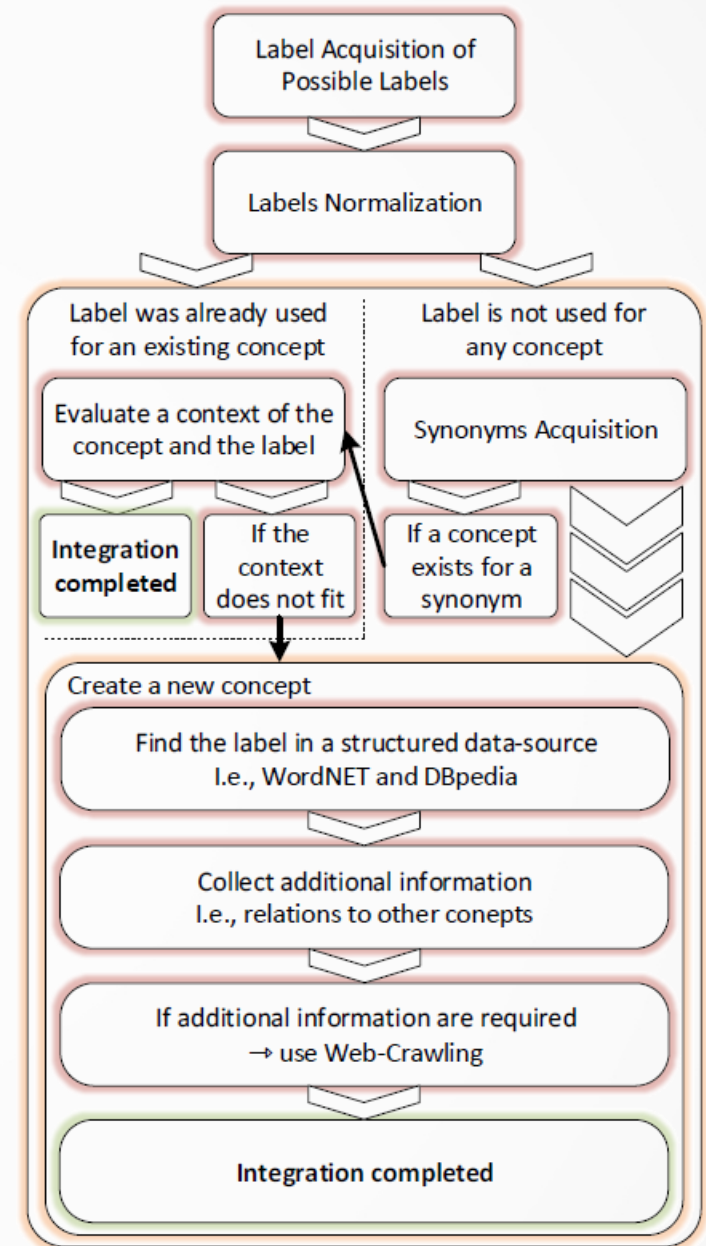 Label Acquisition of
Possible Labels
Labels Normalization
Label was already used
for an existing concept
Label is not used for
any concept
Evaluate a context of the
concept and the label
Synonyms Acquisition
Integration
completed
If the
context
does not fit
If a concept
exists for a
synonym
Create a new concept
Find the label in a structured data-source
I.e., WordNET and DBpedia
Collect additional information
I.e., relations to other conepts
If additional information are required
→ use Web-Crawling
Integration completed